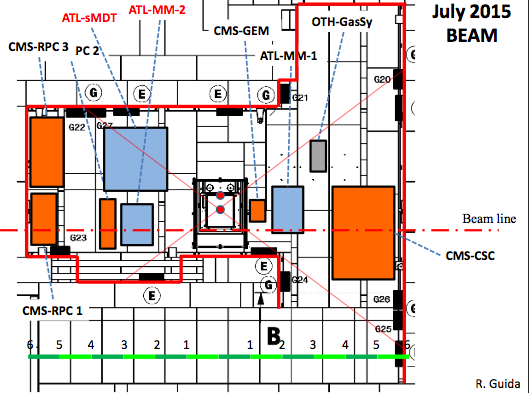 July 2015
BEAM
ATL-sMDT
ATL-MM-2
CMS-GEM
OTH-GasSy
CMS-RPC 3
PC 2
ATL-MM-1
G20
G
E
E
G
G21
G22
G27
G23
Beam line
CMS-CSC
E
G
G24
E
G26
G25
CMS-RPC 1
B
6 5 4 3 2 1 1 2 3 4 5 6
R. Guida